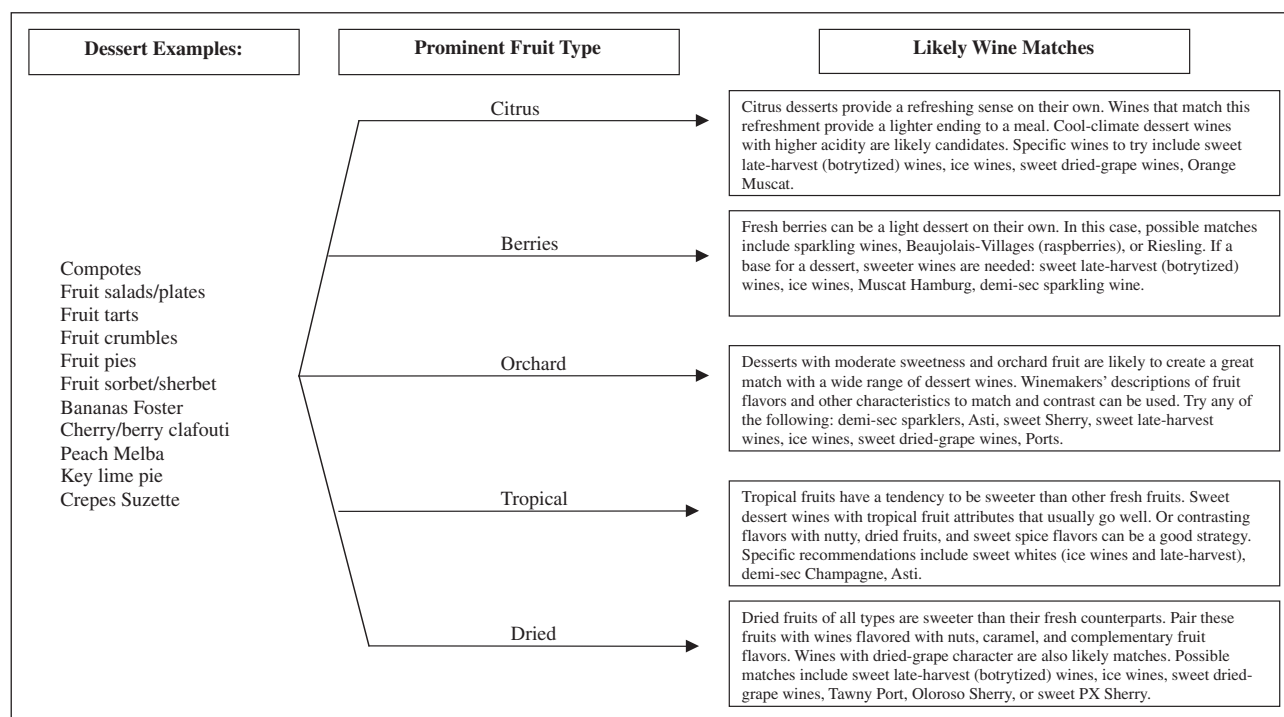 Dessert Examples:
Prominent Fruit Type
Likely Wine Matches
Compotes
Fruit salads/plates
Fruit tarts
Fruit crumbles
Fruit pies
Fruit sorbet/sherbet
Bananas Foster
Cherry/berry clafouti
Peach Melba
Key lime pie
Crepes Suzette
Citrus
Citrus desserts provide a refreshing sense on their own. Wines that match this
refreshment provide a lighter ending to a meal. Cool-climate dessert wines
with higher acidity are likely candidates. Specific wines to try include sweet
late-harvest (botrytized) wines, ice wines, sweet dried-grape wines, Orange
Muscat.
Berries
Fresh berries can be a light dessert on their own. In this case, possible matches
include sparkling wines, Beaujolais-Villages (raspberries), or Riesling. If a
base for a dessert, sweeter wines are needed: sweet late-harvest (botrytized)
wines, ice wines, Muscat Hamburg, demi-sec sparkling wine.
Orchard
Desserts with moderate sweetness and orchard fruit are likely to create a great
match with a wide range of dessert wines. Winemakers’ descriptions of fruit
flavors and other characteristics to match and contrast can be used. Try any of
the following: demi-sec sparklers, Asti, sweet Sherry, sweet late-harvest
wines, ice wines, sweet dried-grape wines, Ports.
Tropical
Tropical fruits have a tendency to be sweeter than other fresh fruits. Sweet
dessert wines with tropical fruit attributes that usually go well. Or contrasting
flavors with nutty, dried fruits, and sweet spice flavors can be a good strategy.
Specific recommendations include sweet whites (ice wines and late-harvest),
demi-sec Champagne, Asti.
Dried
Dried fruits of all types are sweeter than their fresh counterparts. Pair these
fruits with wines flavored with nuts, caramel, and complementary fruit
flavors. Wines with dried-grape character are also likely matches. Possible
matches include sweet late-harvest (botrytized) wines, ice wines, sweet dried-
grape wines, Tawny Port, Oloroso Sherry, or sweet PX Sherry.